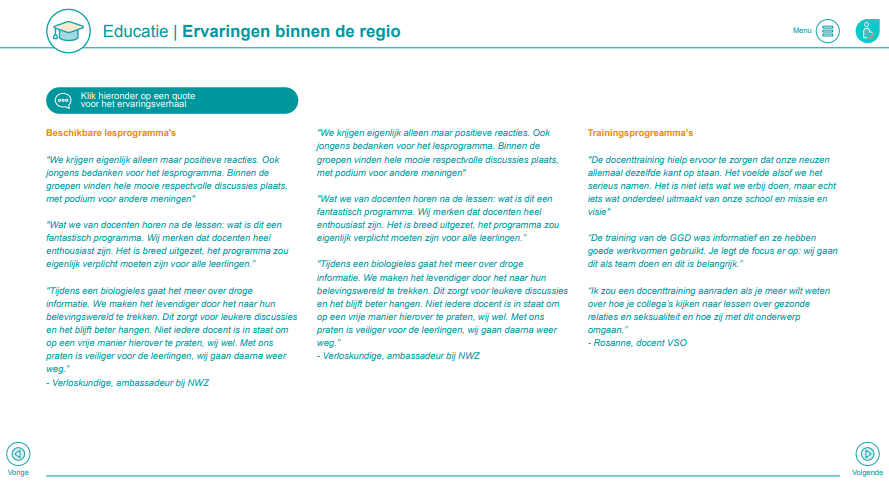 Educatie | Ervaringen binnen de regio
Menu
Klik hieronder op een quote
voor het ervaringsverhaal
Beschikbare lesprogramma's
"We krijgen eigenlijk alleen maar positieve reacties. Ook
jongens bedanken voor het lesprogramma. Binnen de
groepen vinden hele mooie respectvolle discussies plaats,
met podium voor andere meningen"
"Wat we van docenten horen na de lessen: wat is dit een
fantastisch programma. Wij merken dat docenten heel
enthousiast zijn. Het is breed uitgezet, het programma zou
eigenlijk verplicht moeten zijn voor alle leerlingen."
"Tijdens een biologieles gaat het meer over droge
informatie. We maken het levendiger door het naar hun
belevingswereld te trekken. Dit zorgt voor leukere discussies
en het blijft beter hangen. Niet iedere docent is in staat om
op een vrije manier hierover te praten, wij wel. Met ons
praten is veiliger voor de leerlingen, wij gaan daarna weer
weg."
- Verloskundige, ambassadeur bij NWZ
"We krijgen eigenlijk alleen maar positieve reacties. Ook
jongens bedanken voor het lesprogramma. Binnen de
groepen vinden hele mooie respectvolle discussies plaats,
met podium voor andere meningen"
"Wat we van docenten horen na de lessen: wat is dit een
fantastisch programma. Wij merken dat docenten heel
enthousiast zijn. Het is breed uitgezet, het programma zou
eigenlijk verplicht moeten zijn voor alle leerlingen."
"Tijdens een biologieles gaat het meer over droge
informatie. We maken het levendiger door het naar hun
belevingswereld te trekken. Dit zorgt voor leukere discussies
en het blijft beter hangen. Niet iedere docent is in staat om
op een vrije manier hierover te praten, wij wel. Met ons
praten is veiliger voor de leerlingen, wij gaan daarna weer
weg."
- Verloskundige, ambassadeur bij NWZ
Trainingsprogreamma's
"De docenttraining hielp ervoor te zorgen dat onze neuzen
allemaal dezelfde kant op staan. Het voelde alsof we het
serieus namen. Het is niet iets wat we erbij doen, maar echt
iets wat onderdeel uitmaakt van onze school en missie en
visie"
"De training van de GGD was informatief en ze hebben
goede werkvormen gebruikt. Je legt de focus er op: wij gaan
dit als team doen en dit is belangrijk."
"Ik zou een docenttraining aanraden als je meer wilt weten
over hoe je collega's kijken naar lessen over gezonde
relaties en seksualiteit en hoe zij met dit onderwerp
omgaan."
- Rosanne, docent VSO
Vorige
Volgende